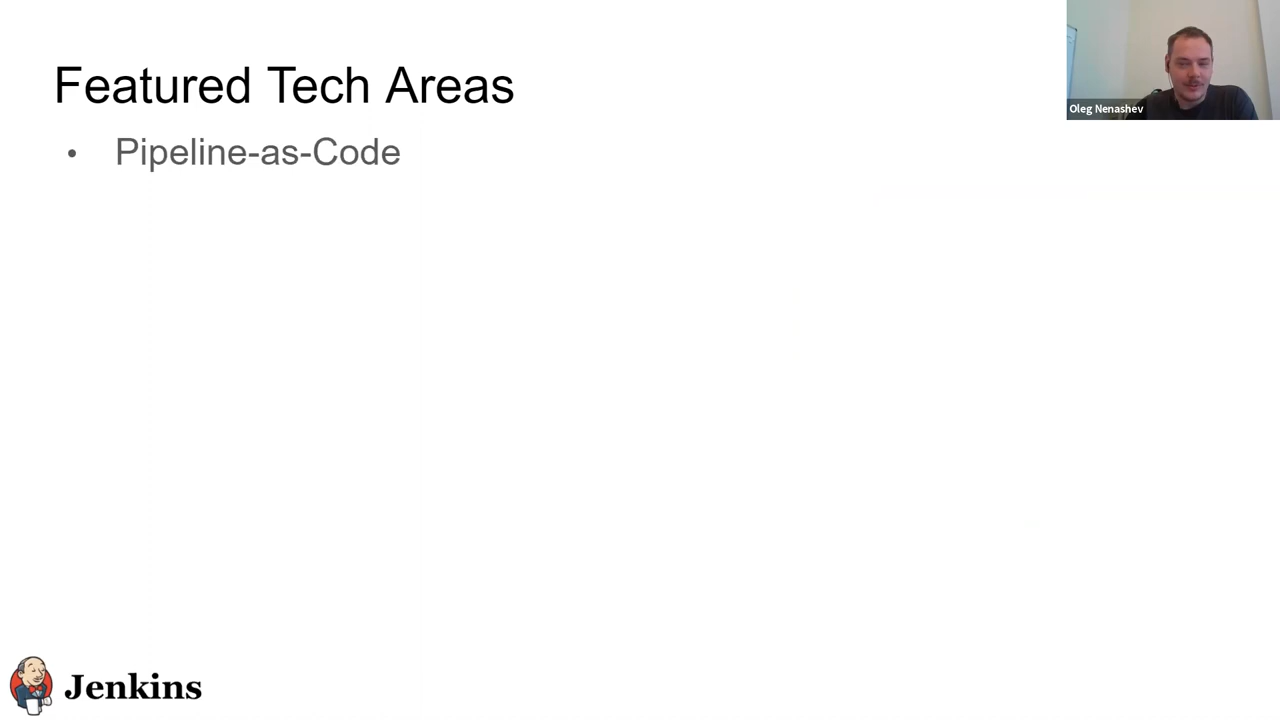 Featured Tech Areas
Oleg Nenashev
• Pipeline-as-Code
Jenkins